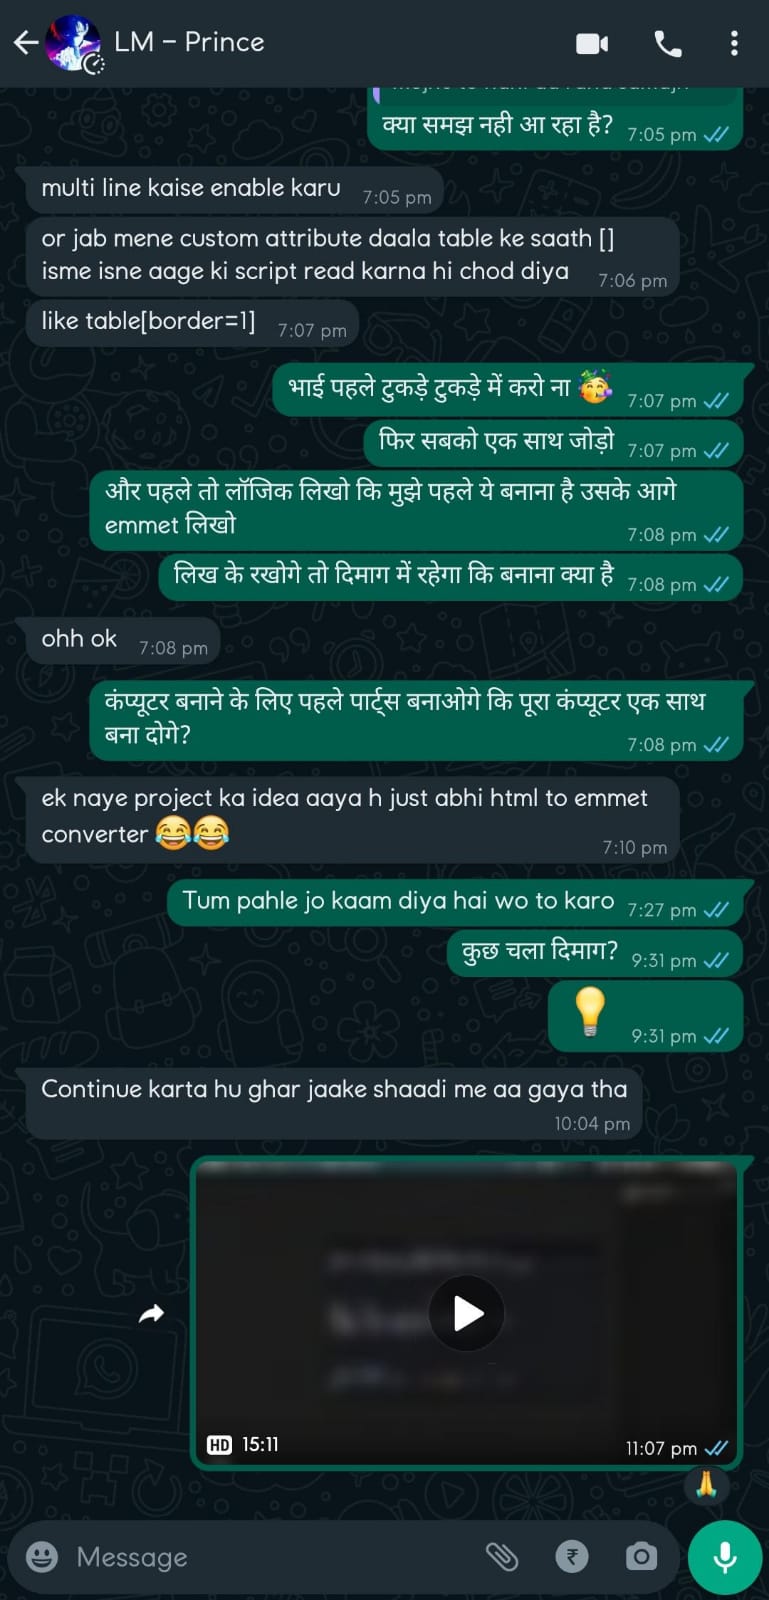 LM - Prince
क्या समझ नही आ रहा है?
7:05 pm
multi line kaise enable karu
7:05 pm
or jab mene custom attribute daala table ke saath []
isme isne aage ki script read karna hi chod diya
7:06 pm
like table[border=1]
7:07 pm
भाई पहले टुकड़े टुकड़े में करो ना 🥳
7:07 pm
फिर सबको एक साथ जोड़ो
7:07 pm
और पहले तो लॉजिक लिखो कि मुझे पहले ये बनाना है उसके आगे
emmet लिखो
7:08 pm
लिख के रखोगे तो दिमाग में रहेगा कि बनाना क्या है
7:08 pm
ohh ok
7:08 pm
कंप्यूटर बनाने के लिए पहले पार्ट्स बनाओगे कि पूरा कंप्यूटर एक साथ
बना दोगे?
7:08 pm
ek naye project ka idea aaya h just abhi html to emmet
converter 😂😂
7:10 pm
Tum pahle jo kaam diya hai wo to karo
7:27 pm
कुछ चला दिमाग?
9:31 pm
💡
9:31 pm
Continue karta hu ghar jaake shaadi me aa gaya tha
10:04 pm
HD 15:11
11:07 pm
🙏
Message